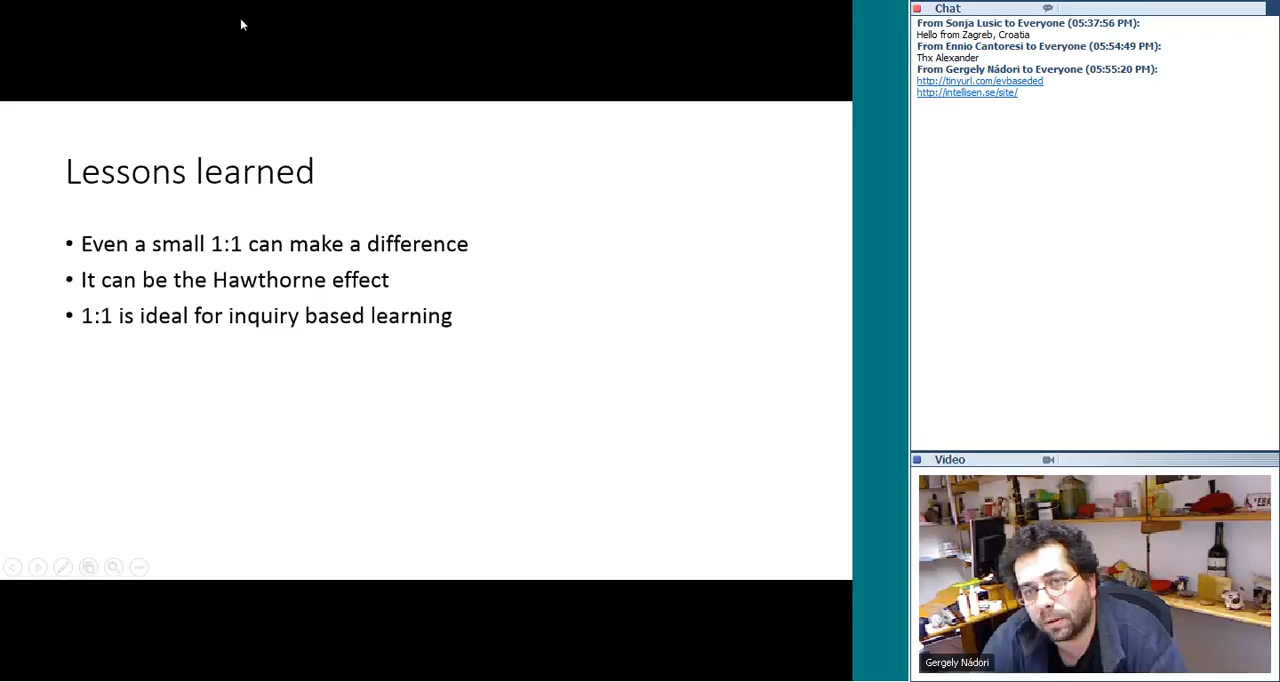 Lessons learned
• Even a small 1:1 can make a difference
• It can be the Hawthorne effect
• 1:1 is ideal for inquiry based learning
Chat
From Sonja Lusic to Everyone (05:37:56 PM):
Hello from Zagreb, Croatia
From Ennio Cantoresi to Everyone (05:54:49 PM):
Thx Alexander
From Gergely Nádori to Everyone (05:55:20 PM):
http://tinyurl.com/evbaseded
http://intellisen.se/site/
Video
Gergely Nádori